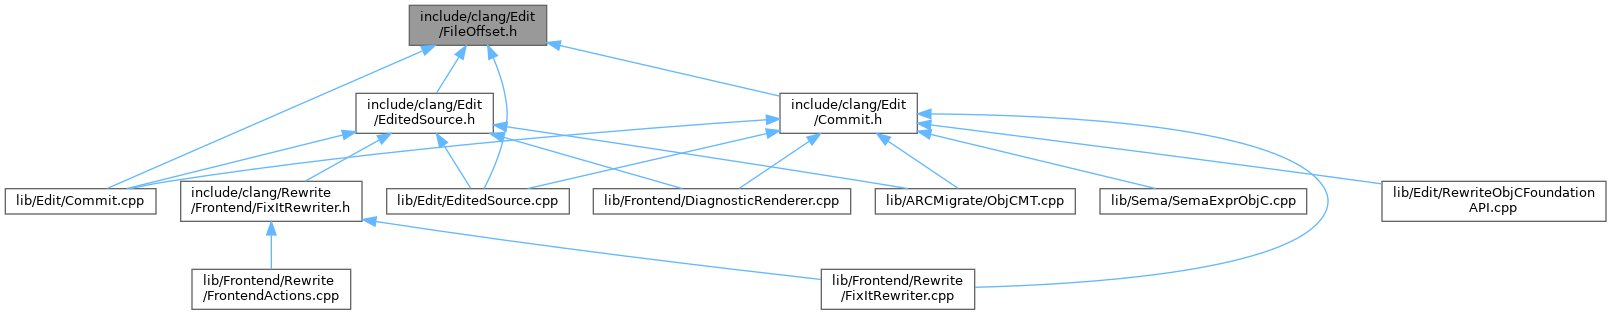 include/clang/Edit
/FileOffset.h
include/clang/Edit
/EditedSource.h
include/clang/Edit
/Commit.h
lib/Edit/Commit.cpp
include/clang/Rewrite
/Frontend/FixItRewriter.h
lib/Edit/EditedSource.cpp
lib/Frontend/DiagnosticRenderer.cpp
lib/ARCMigrate/ObjCMT.cpp
lib/Sema/SemaExprObjC.cpp
lib/Edit/RewriteObjCFoundation
API.cpp
lib/Frontend/Rewrite
/FrontendActions.cpp
lib/Frontend/Rewrite
/FixItRewriter.cpp